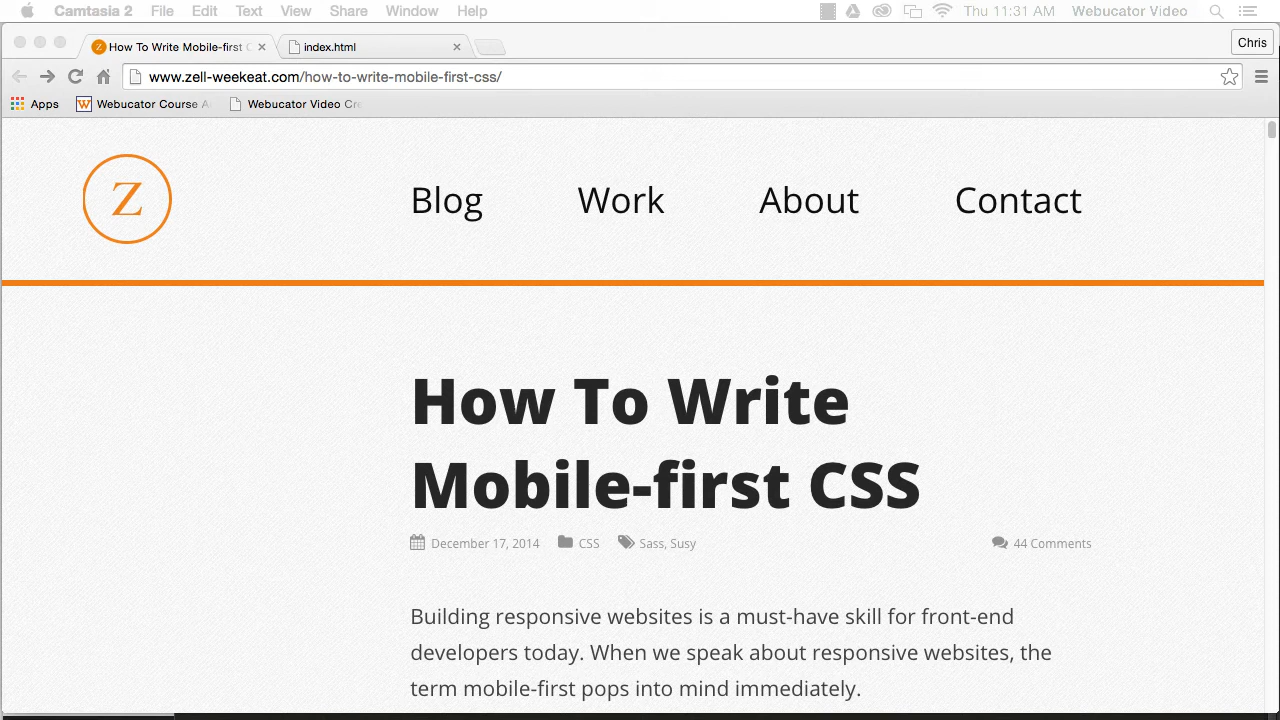 Camtasia 2 File Edit Text View Share Window Help Thu 11:31 AM Webucator Video
Z How To Write Mobile-first index.html Chris
www.zell-weekeat.com/how-to-write-mobile-first-css/
Apps W Webucator Course Webucator Video
Z Blog Work About Contact
How To Write
Mobile-first CSS
December 17, 2014 CSS Sass, Susy 44 Comments
Building responsive websites is a must-have skill for front-end
developers today. When we speak about responsive websites, the
term mobile-first pops into mind immediately.